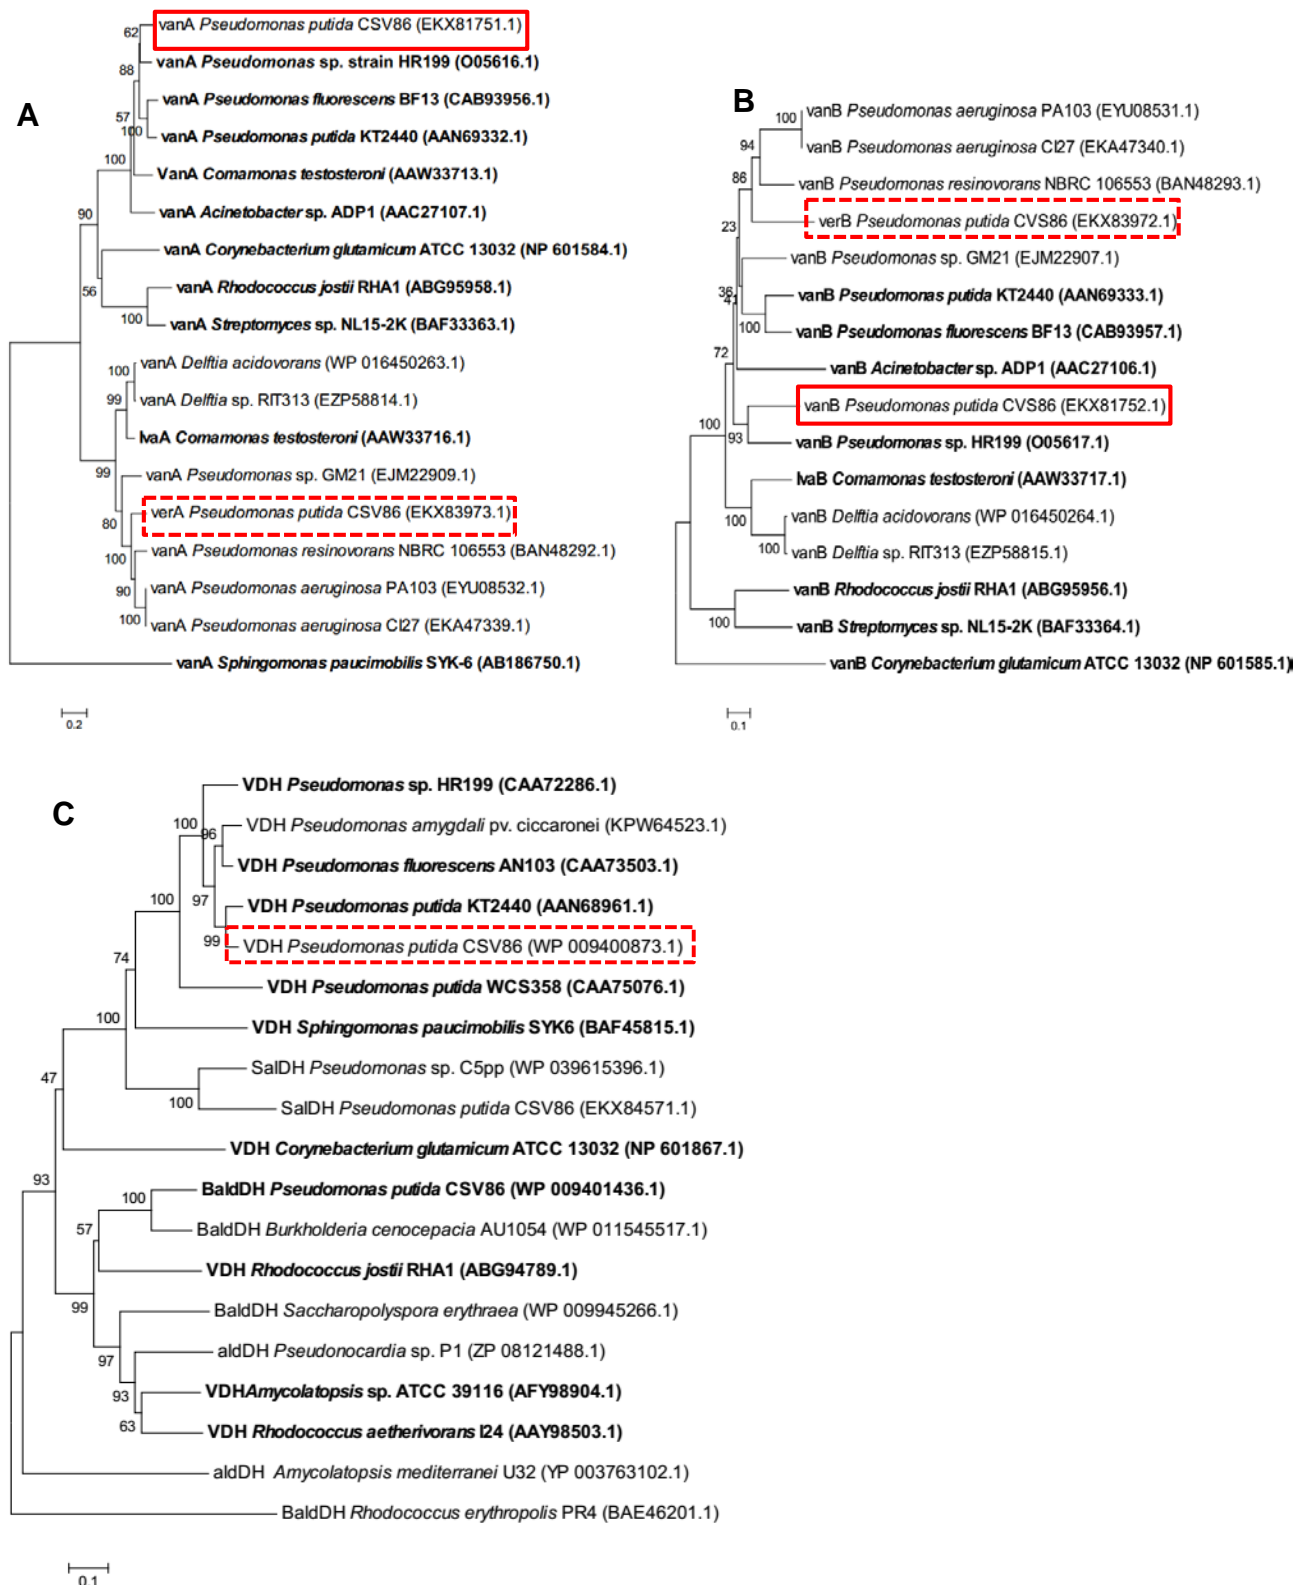 A
vanA Pseudomonas putida CSV86 (EKX81751.1)
vanA Pseudomonas sp. strain HR199 (O05616.1)
vanA Pseudomonas fluorescens BF13 (CAB93956.1)
vanA Pseudomonas putida KT2440 (AAN69332.1)
VanA Comamonas testosteroni (AAW33713.1)
vanA Acinetobacter sp. ADP1 (AAC27107.1)
vanA Corynebacterium glutamicum ATCC 13032 (NP 601584.1)
vanA Rhodococcus jostii RHA1 (ABG95958.1)
vanA Streptomyces sp. NL15-2K (BAF33363.1)
vanA Delftia acidovorans (WP 016450263.1)
vanA Delftia sp. RIT313 (EZP58814.1)
IvaA Comamonas testosteroni (AAW33716.1)
vanA Pseudomonas sp. GM21 (EJM22909.1)
verA Pseudomonas putida CSV86 (EKX83973.1)
vanA Pseudomonas resinovorans NBRC 106553 (BAN48292.1)
vanA Pseudomonas aeruginosa PA103 (EYU08532.1)
vanA Pseudomonas aeruginosa CI27 (EKA47339.1)
vanA Sphingomonas paucimobilis SYK-6 (AB186750.1)
62
88
57
100
100
90
56
100
100
99
99
80
100
90
100
0.2
B
vanB Pseudomonas aeruginosa PA103 (EYU08531.1)
vanB Pseudomonas aeruginosa CI27 (EKA47340.1)
vanB Pseudomonas resinovorans NBRC 106553 (BAN48293.1)
verB Pseudomonas putida CVS86 (EKX83972.1)
vanB Pseudomonas sp. GM21 (EJM22907.1)
vanB Pseudomonas putida KT2440 (AAN69333.1)
vanB Pseudomonas fluorescens BF13 (CAB93957.1)
vanB Acinetobacter sp. ADP1 (AAC27106.1)
vanB Pseudomonas putida CVS86 (EKX81752.1)
vanB Pseudomonas sp. HR199 (O05617.1)
IvaB Comamonas testosteroni (AAW33717.1)
vanB Delftia acidovorans (WP 016450264.1)
vanB Delftia sp. RIT313 (EZP58815.1)
vanB Rhodococcus jostii RHA1 (ABG95956.1)
vanB Streptomyces sp. NL15-2K (BAF33364.1)
vanB Corynebacterium glutamicum ATCC 13032 (NP 601585.1)
100
94
86
23
36
41
100
72
100
93
100
100
100
0.1
C
VDH Pseudomonas sp. HR199 (CAA72286.1)
VDH Pseudomonas amygdali pv. ciccaronei (KPW64523.1)
VDH Pseudomonas fluorescens AN103 (CAA73503.1)
VDH Pseudomonas putida KT2440 (AAN68961.1)
VDH Pseudomonas putida CSV86 (WP 009400873.1)
VDH Pseudomonas putida WCS358 (CAA75076.1)
VDH Sphingomonas paucimobilis SYK6 (BAF45815.1)
SalDH Pseudomonas sp. C5pp (WP 039615396.1)
SalDH Pseudomonas putida CSV86 (EKX84571.1)
VDH Corynebacterium glutamicum ATCC 13032 (NP 601867.1)
BaldDH Pseudomonas putida CSV86 (WP 009401436.1)
BaldDH Burkholderia cenocepacia AU1054 (WP 011545517.1)
VDH Rhodococcus jostii RHA1 (ABG94789.1)
BaldDH Saccharopolyspora erythraea (WP 009945266.1)
aldDH Pseudonocardia sp. P1 (ZP 08121488.1)
VDHAmycolatopsis sp. ATCC 39116 (AFY98904.1)
VDH Rhodococcus aetherivorans I24 (AAY98503.1)
aldDH Amycolatopsis mediterranei U32 (YP 003763102.1)
BaldDH Rhodococcus erythropolis PR4 (BAE46201.1)
100
96
97
100
99
74
100
100
47
93
100
57
99
97
93
63
0.1